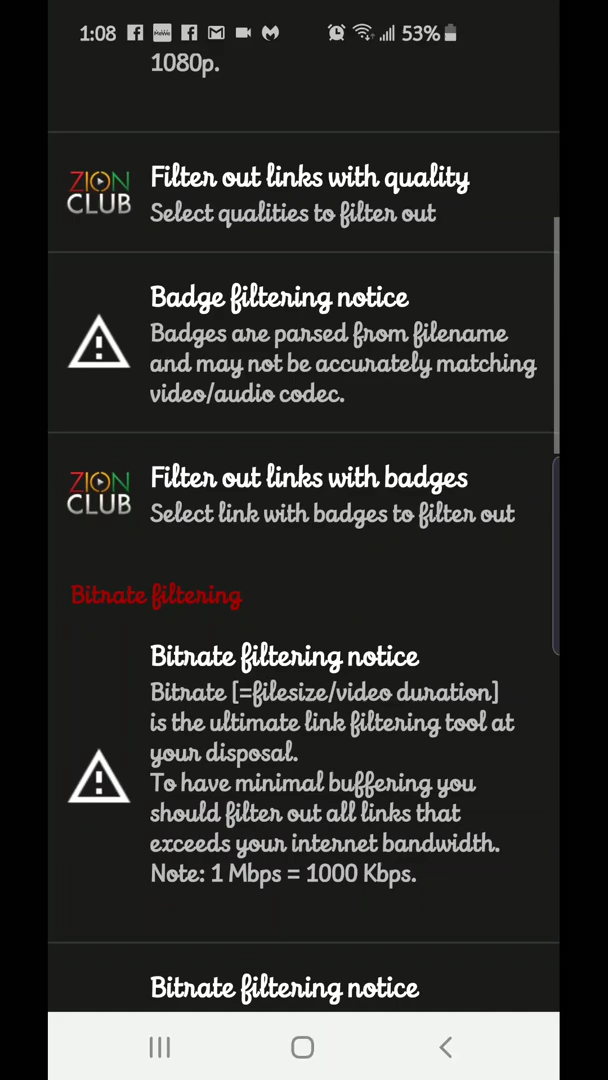 1:08
MeWe
53%
1080p.
ZION
CLUB
Filter out links with quality
Select qualities to filter out
Badge filtering notice
Badges are parsed from filename
and may not be accurately matching
video/audio codec.
ZION
CLUB
Filter out links with badges
Select link with badges to filter out
Bitrate filtering
Bitrate filtering notice
Bitrate [=filesize/video duration]
is the ultimate link filtering tool at
your disposal.
To have minimal buffering you
should filter out all links that
exceeds your internet bandwidth.
Note: 1 Mbps = 1000 Kbps.
Bitrate filtering notice